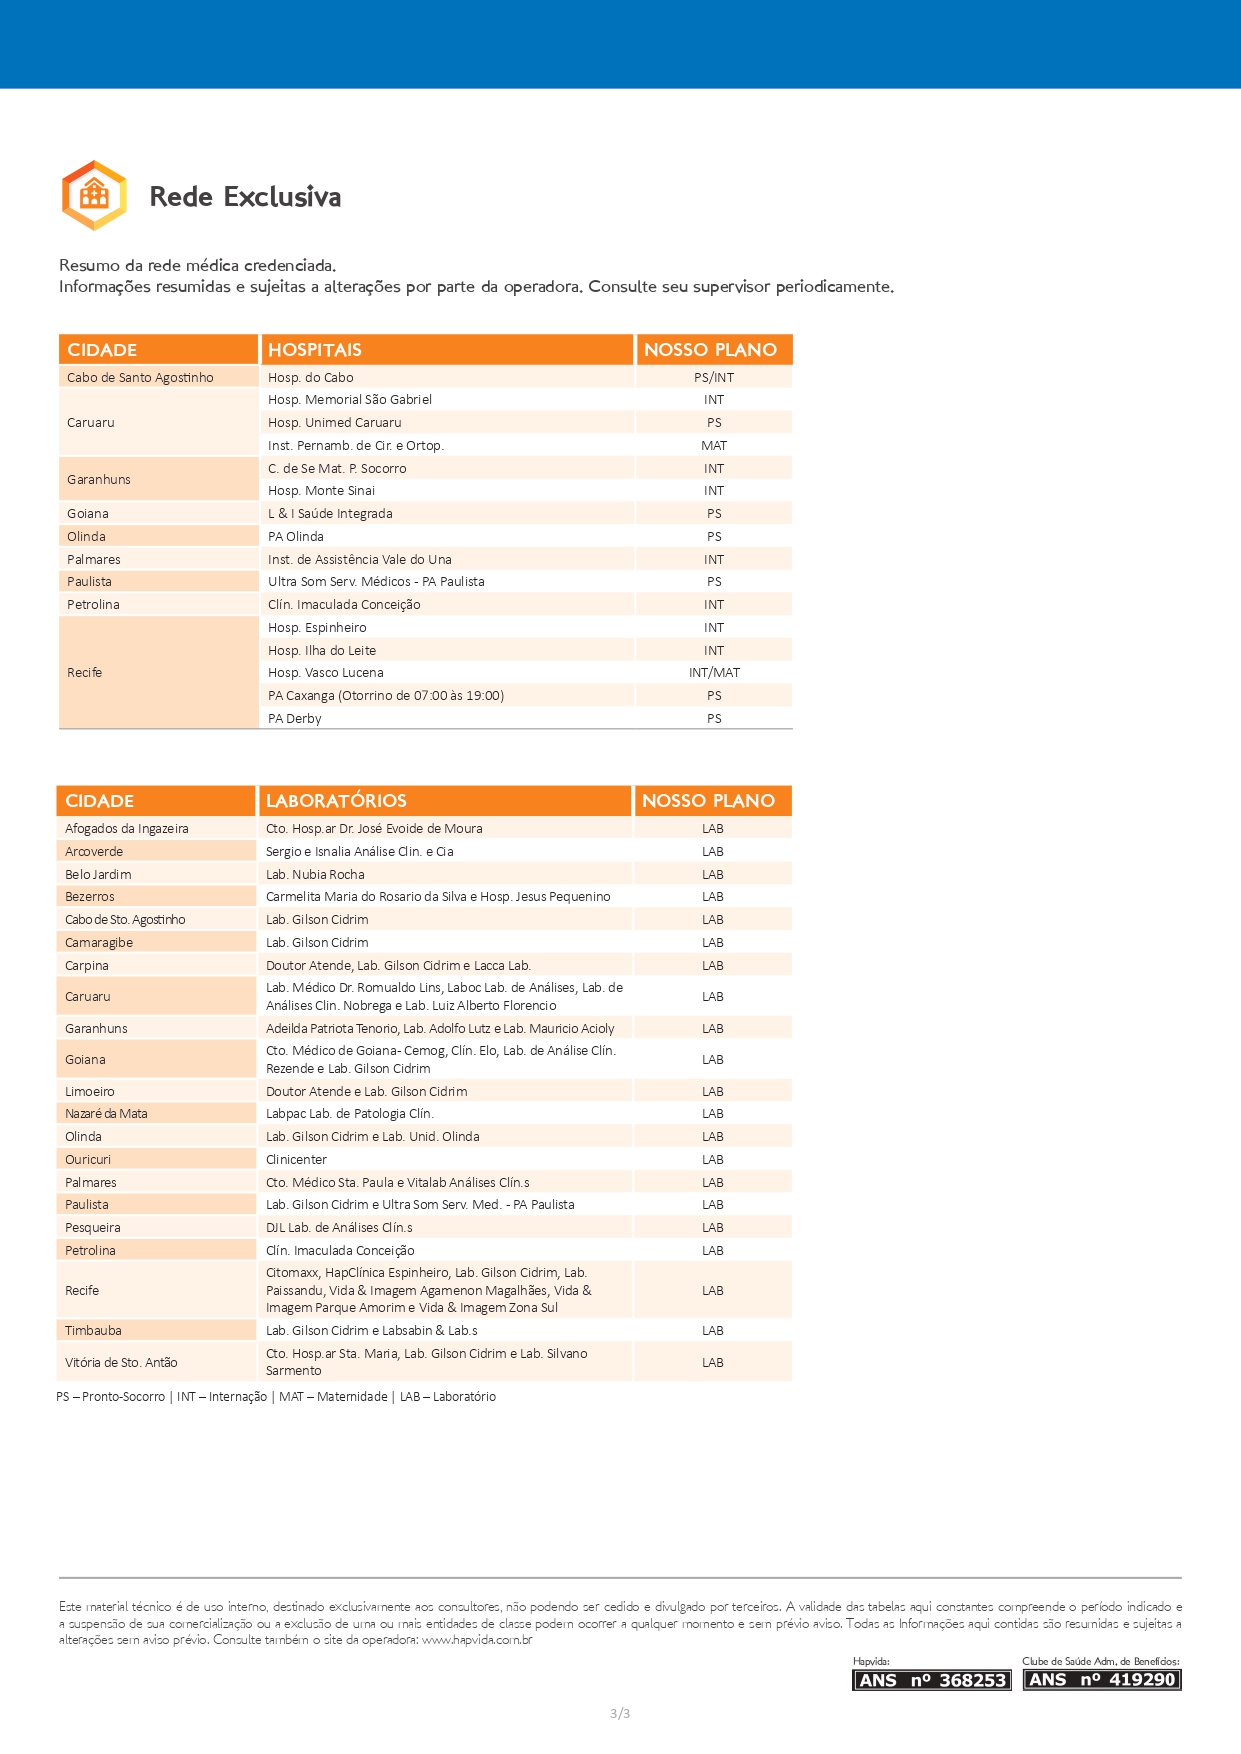 Rede Exclusiva
Resumo da rede médica credenciada.
Informações resumidas e sujeitas a alterações por parte da operadora. Consulte seu supervisor periodicamente.
CIDADE HOSPITAIS NOSSO PLANO
Cabo de Santo Agostinho Hosp. do Cabo PS/INT
Caruaru
Hosp. Memorial São Gabriel INT
Hosp. Unimed Caruaru PS
Inst. Pernamb. de Cir. e Ortop. MAT
Garanhuns
C. de Se Mat. P. Socorro INT
Hosp. Monte Sinai INT
Goiana L & I Saúde Integrada PS
Olinda PA Olinda PS
Palmares Inst. de Assistência Vale do Una INT
Paulista Ultra Som Serv. Médicos - PA Paulista PS
Petrolina Clín. Imaculada Conceição INT
Recife
Hosp. Espinheiro INT
Hosp. Ilha do Leite INT
Hosp. Vasco Lucena INT/MAT
PA Caxanga (Otorrino de 07:00 às 19:00) PS
PA Derby PS
CIDADE LABORATÓRIOS NOSSO PLANO
Afogados da Ingazeira Cto. Hosp.ar Dr. José Evoide de Moura LAB
Arcoverde Sergio e Isnalia Análise Clin. e Cia LAB
Belo Jardim Lab. Nubia Rocha LAB
Bezerros Carmelita Maria do Rosario da Silva e Hosp. Jesus Pequenino LAB
Cabo de Sto. Agostinho Lab. Gilson Cidrim LAB
Camaragibe Lab. Gilson Cidrim LAB
Carpina Doutor Atende, Lab. Gilson Cidrim e Lacca Lab. LAB
Caruaru
Lab. Médico Dr. Romualdo Lins, Laboc Lab. de Análises, Lab. de
Análises Clin. Nobrega e Lab. Luiz Alberto Florencio
LAB
Garanhuns Adeilda Patriota Tenorio, Lab. Adolfo Lutz e Lab. Mauricio Acioly LAB
Goiana
Cto. Médico de Goiana- Cemog, Clín. Elo, Lab. de Análise Clín.
Rezende e Lab. Gilson Cidrim
LAB
Limoeiro Doutor Atende e Lab. Gilson Cidrim LAB
Nazaré da Mata Labpac Lab. de Patologia Clín. LAB
Olinda Lab. Gilson Cidrim e Lab. Unid. Olinda LAB
Ouricuri Clinicenter LAB
Palmares Cto. Médico Sta. Paula e Vitalab Análises Clín.s LAB
Paulista Lab. Gilson Cidrim e Ultra Som Serv. Med. - PA Paulista LAB
Pesqueira DJL Lab. de Análises Clín.s LAB
Petrolina Clín. Imaculada Conceição LAB
Recife
Citomaxx, HapClínica Espinheiro, Lab. Gilson Cidrim, Lab.
Paissandu, Vida & Imagem Agamenon Magalhães, Vida &
Imagem Parque Amorim e Vida & Imagem Zona Sul
LAB
Timbauba Lab. Gilson Cidrim e Labsabin & Lab.s LAB
Vitória de Sto. Antão
Cto. Hosp.ar Sta. Maria, Lab. Gilson Cidrim e Lab. Silvano
Sarmento
LAB
PS – Pronto-Socorro | INT – Internação | MAT – Maternidade | LAB – Laboratório
Este material técnico é de uso interno, destinado exclusivamente aos consultores, não podendo ser cedido e divulgado por terceiros. A validade das tabelas aqui constantes compreende o período indicado e
a suspensão de sua comercialização ou a exclusão de uma ou mais entidades de classe podem ocorrer a qualquer momento e sem prévio aviso. Todas as Informações aqui contidas são resumidas e sujeitas a
alterações sem aviso prévio. Consulte também o site da operadora: www.hapvida.com.br
Hapvida: Clube de Saúde Adm. de Benefícios:
ANS nº 368253 ANS nº 419290
3/3